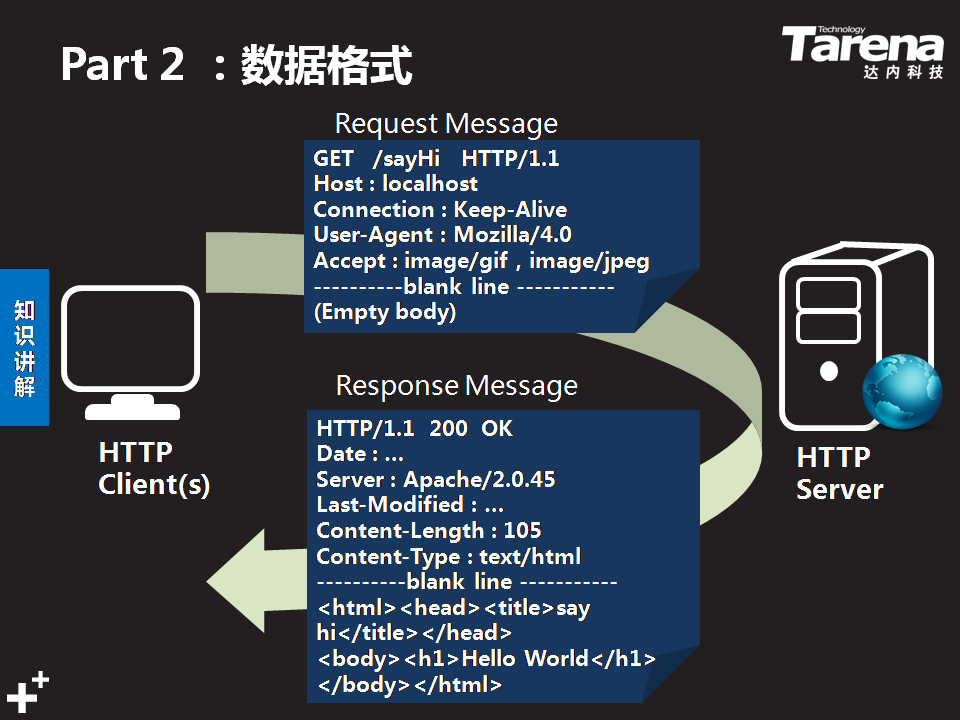 Part 2 ：数据格式
Technology
Tarena
达内科技
Request Message
GET /sayHi HTTP/1.1
Host : localhost
Connection : Keep-Alive
User-Agent : Mozilla/4.0
Accept : image/gif , image/jpeg
----------blank line -----------
(Empty body)
知识讲解
HTTP
Client(s)
HTTP
Server
Response Message
HTTP/1.1 200 OK
Date : ...
Server : Apache/2.0.45
Last-Modified : ...
Content-Length : 105
Content-Type : text/html
----------blank line -----------
<html><head><title>say
hi</title></head>
<body><h1>Hello World</h1>
</body></html>